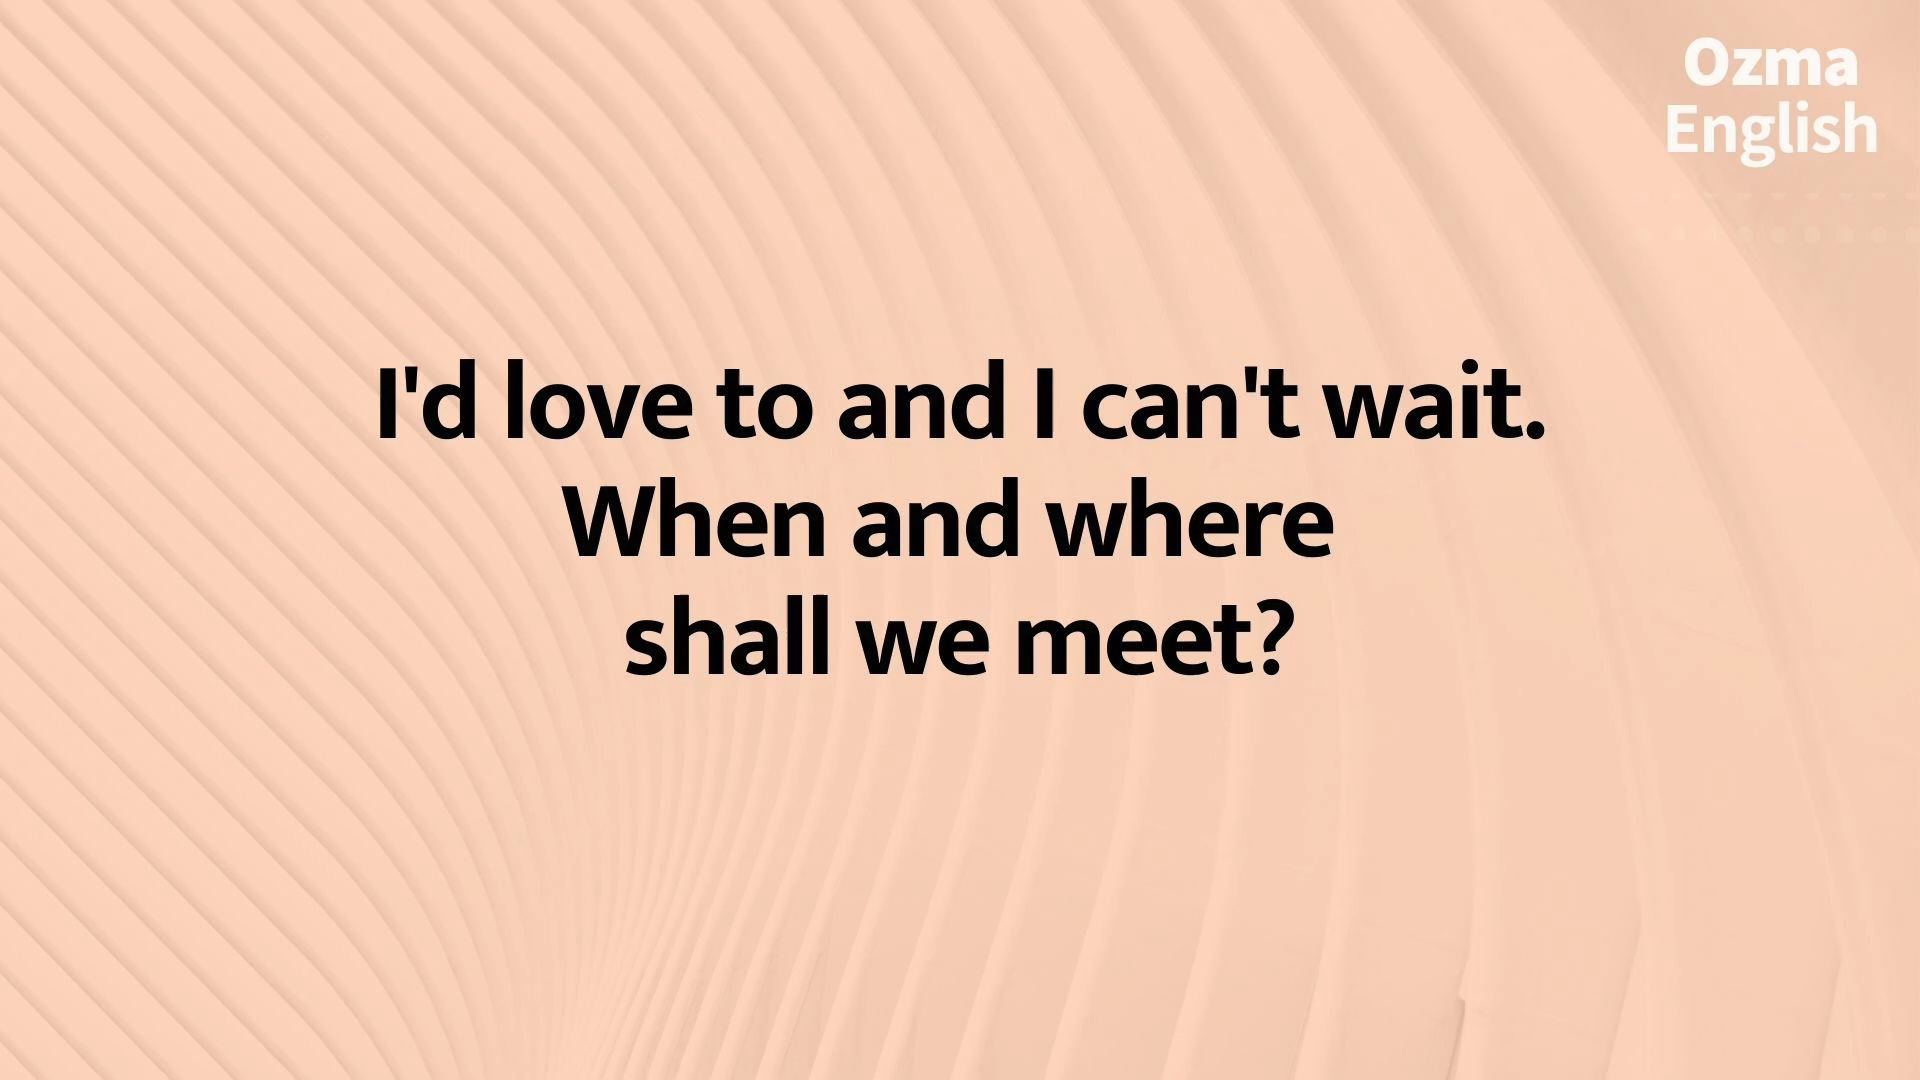 Ozma
English
I'd love to and I can't wait.
When and where
shall we meet?